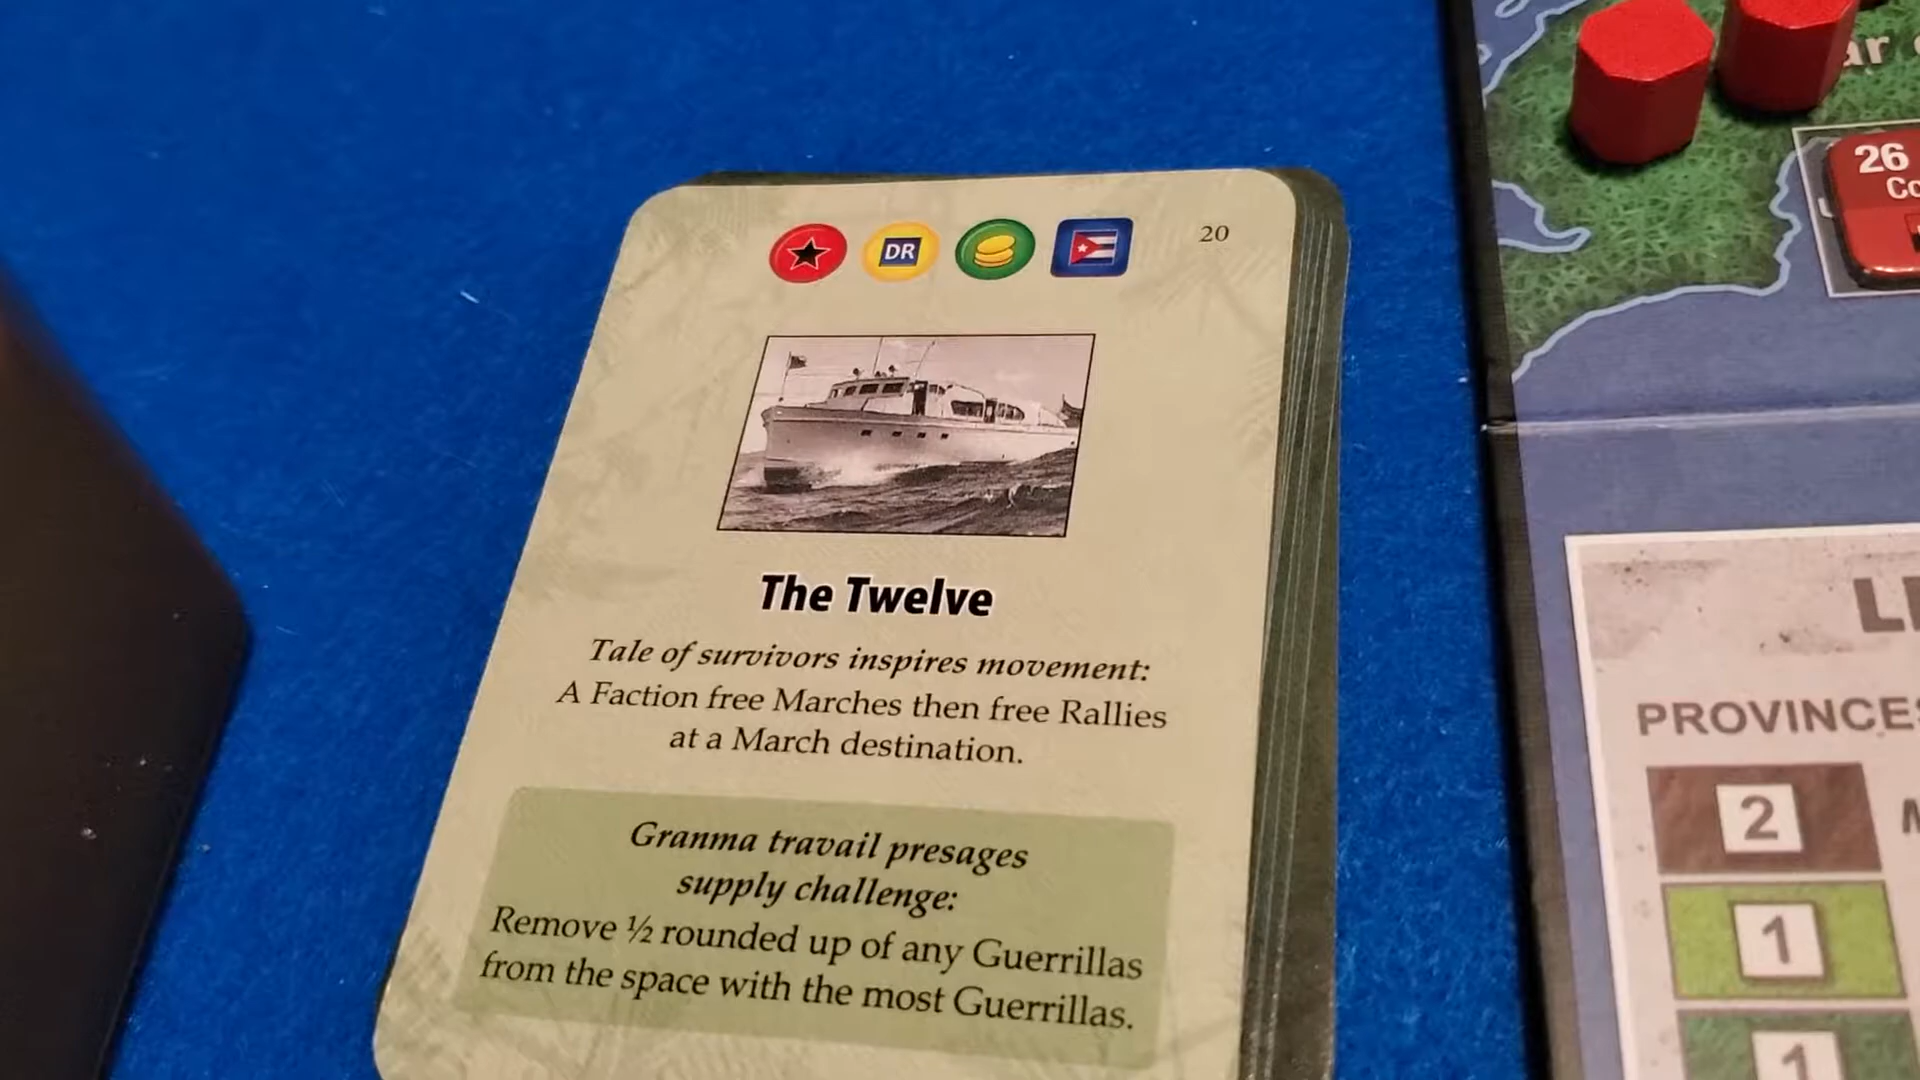 DR
20
The Twelve
Tale of survivors inspires movement:
A Faction free Marches then free Rallies
at a March destination.
Granma travail presages
supply challenge:
Remove ½ rounded up of any Guerrillas
from the space with the most Guerrillas.
26
PROVINCES
2
1
1